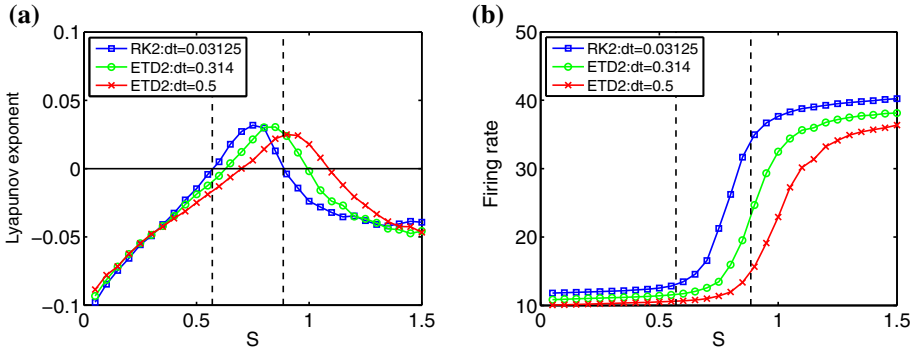 (a)
0.1
0.05
0
−0.05
−0.1
Lyapunov exponent
RK2:dt=0.03125
ETD2:dt=0.314
ETD2:dt=0.5
0
0.5
1
1.5
S
(b)
50
40
30
20
10
Firing rate
RK2:dt=0.03125
ETD2:dt=0.314
ETD2:dt=0.5
0
0.5
1
1.5
S